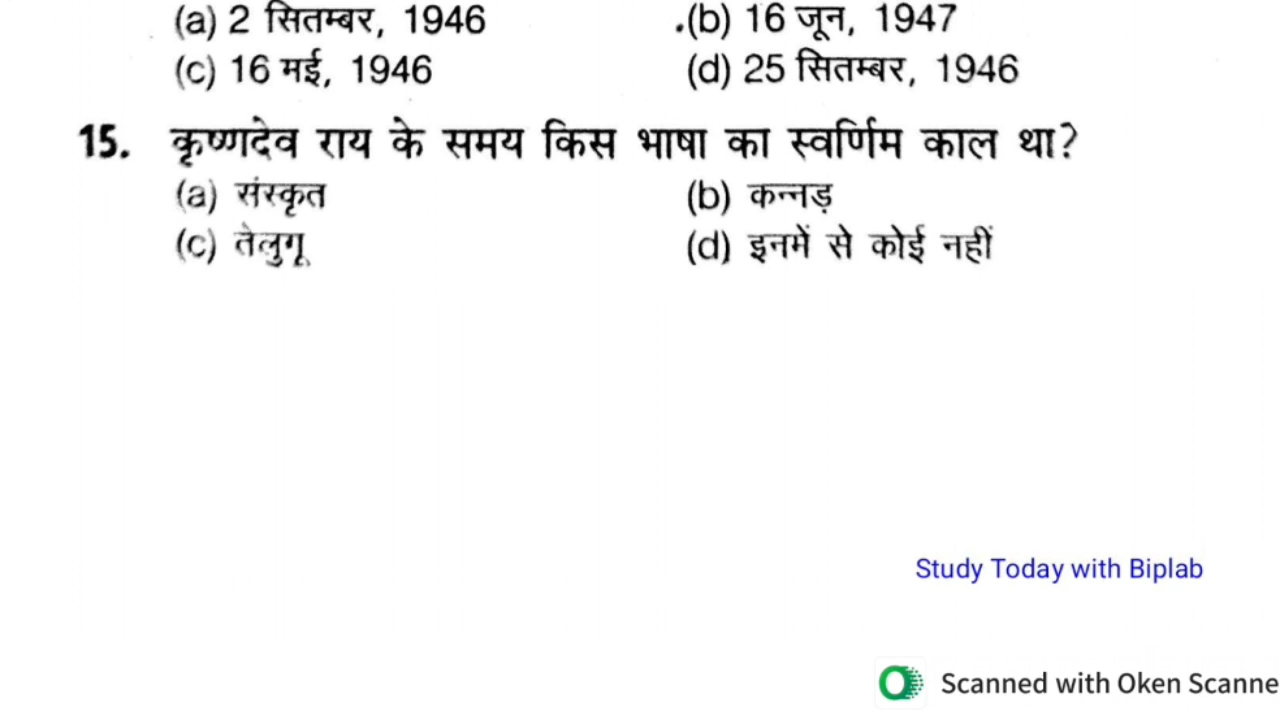 (a) 2 सितम्बर, 1946 .(b) 16 जून, 1947
(c) 16 मई, 1946 (d) 25 सितम्बर, 1946
15. कृष्णदेव राय के समय किस भाषा का स्वर्णिम काल था?
(a) संस्कृत (b) कन्नड़
(c) तेलुगू (d) इनमें से कोई नहीं
Study Today with Biplab
Scanned with Oken Scanne